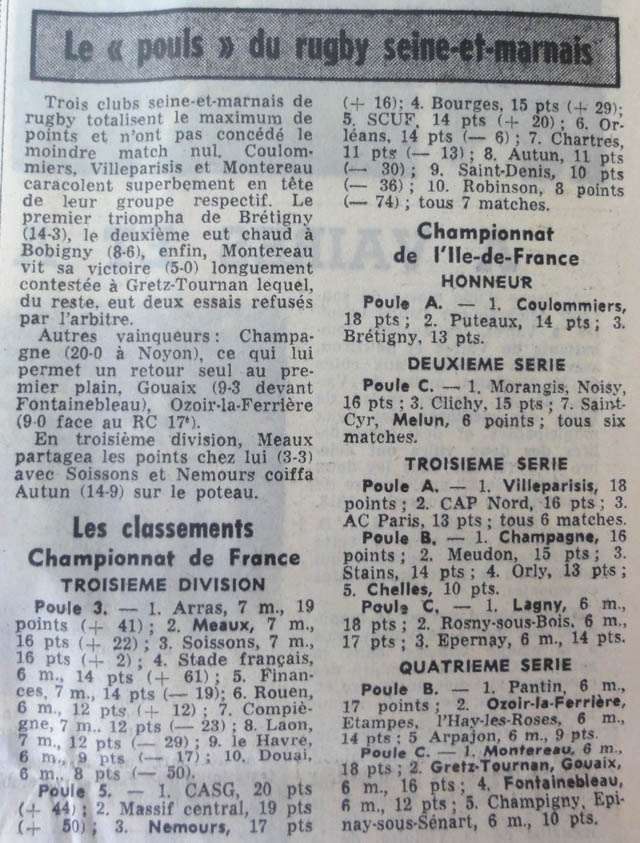 Le « pouls » du rugby seine-et-marnais
Trois clubs seine-et-marnais de
rugby totalisent le maximum de
points et n'ont pas concédé le
moindre match nul. Coulom-
miers, Villeparisis et Montereau
caracolent superbement en tête
de leur groupe respectif. Le
premier triompha de Brétigny
(14-3), le deuxième eut chaud à
Bobigny (8-6), enfin, Montereau
vit sa victoire (5-0) longuement
contestée à Gretz-Tournan lequel,
du reste, eut deux essais refusés
par l'arbitre.
Autres vainqueurs : Champa-
gne (20-0 à Noyon), ce qui lui
permet un retour seul au pre-
mier plain, Gouaix (9-3 devant
Fontainebleau), Ozoir-la-Ferrière
(9-0 face au RC 17e).
En troisième division, Meaux
partagea les points chez lui (3-3)
avec Soissons et Nemours coiffa
Autun (14-9) sur le poteau.
Les classements
Championnat de France
TROISIEME DIVISION
Poule 3. — 1. Arras, 7 m., 19
points (+ 41) ; 2. Meaux, 7 m.,
16 pts (+ 22) ; 3. Soissons, 7 m.,
16 pts (+ 2) ; 4. Stade français,
6 m., 14 pts (+ 61) ; 5. Finan-
ces, 7 m., 14 pts (— 19) ; 6. Rouen,
6 m., 12 pts (+ 12) ; 7. Compiè-
gne, 7 m.. 12 pts (— 23) ; 8. Laon,
7 m., 12 pts (— 29) ; 9. le Havre,
6 m., 9 pts (— 17) ; 10. Douai,
6 m., 8 pts (— 50).
Poule 5. — 1. CASG, 20 pts
(+ 44) ; 2. Massif central, 19 pts
(+ 50) ; 3. Nemours, 17 pts
(+ 16) ; 4. Bourges, 15 pts (+ 29) ;
5. SCUF, 14 pts (+ 20) ; 6. Or-
léans, 14 pts (— 6) ; 7. Chartres,
11 pts (— 13) ; 8. Autun, 11 pts
(— 30) ; 9. Saint-Denis, 10 pts
(— 36) ; 10. Robinson, 8 points
(— 74) ; tous 7 matches.
Championnat
de l'Ile-de-France
HONNEUR
Poule A. — 1. Coulommiers,
18 pts ; 2. Puteaux, 14 pts ; 3.
Brétigny, 13 pts.
DEUXIEME SERIE
Poule C. — 1. Morangis, Noisy,
16 pts ; 3. Clichy, 15 pts ; 7. Saint-
Cyr, Melun, 6 points ; tous six
matches.
TROISIEME SERIE
Poule A. — 1. Villeparisis, 18
points ; 2. CAP Nord, 16 pts ; 3.
AC Paris, 13 pts ; tous 6 matches.
Poule B. — 1. Champagne, 16
points ; 2. Meudon, 15 pts ; 3.
Stains, 14 pts ; 4. Orly, 13 pts ;
5. Chelles, 10 pts.
Poule C. — 1. Lagny, 6 m.,
18 pts ; 2. Rosny-sous-Bois, 6 m.,
17 pts ; 3. Epernay, 6 m., 14 pts.
QUATRIEME SERIE
Poule B. — 1. Pantin, 6 m.,
17 points ; 2. Ozoir-la-Ferrière,
Etampes, l'Hay-les-Roses, 6 m.,
14 pts ; 5 Arpajon, 6 m., 9 pts.
Poule C. — 1. Montereau, 6 m.,
18 pts ; 2. Gretz-Tournan, Gouaix,
6 m., 16 pts ; 4. Fontainebleau,
6 m., 12 pts ; 5. Champigny, Epi-
nay-sous-Sénart, 6 m., 10 pts.